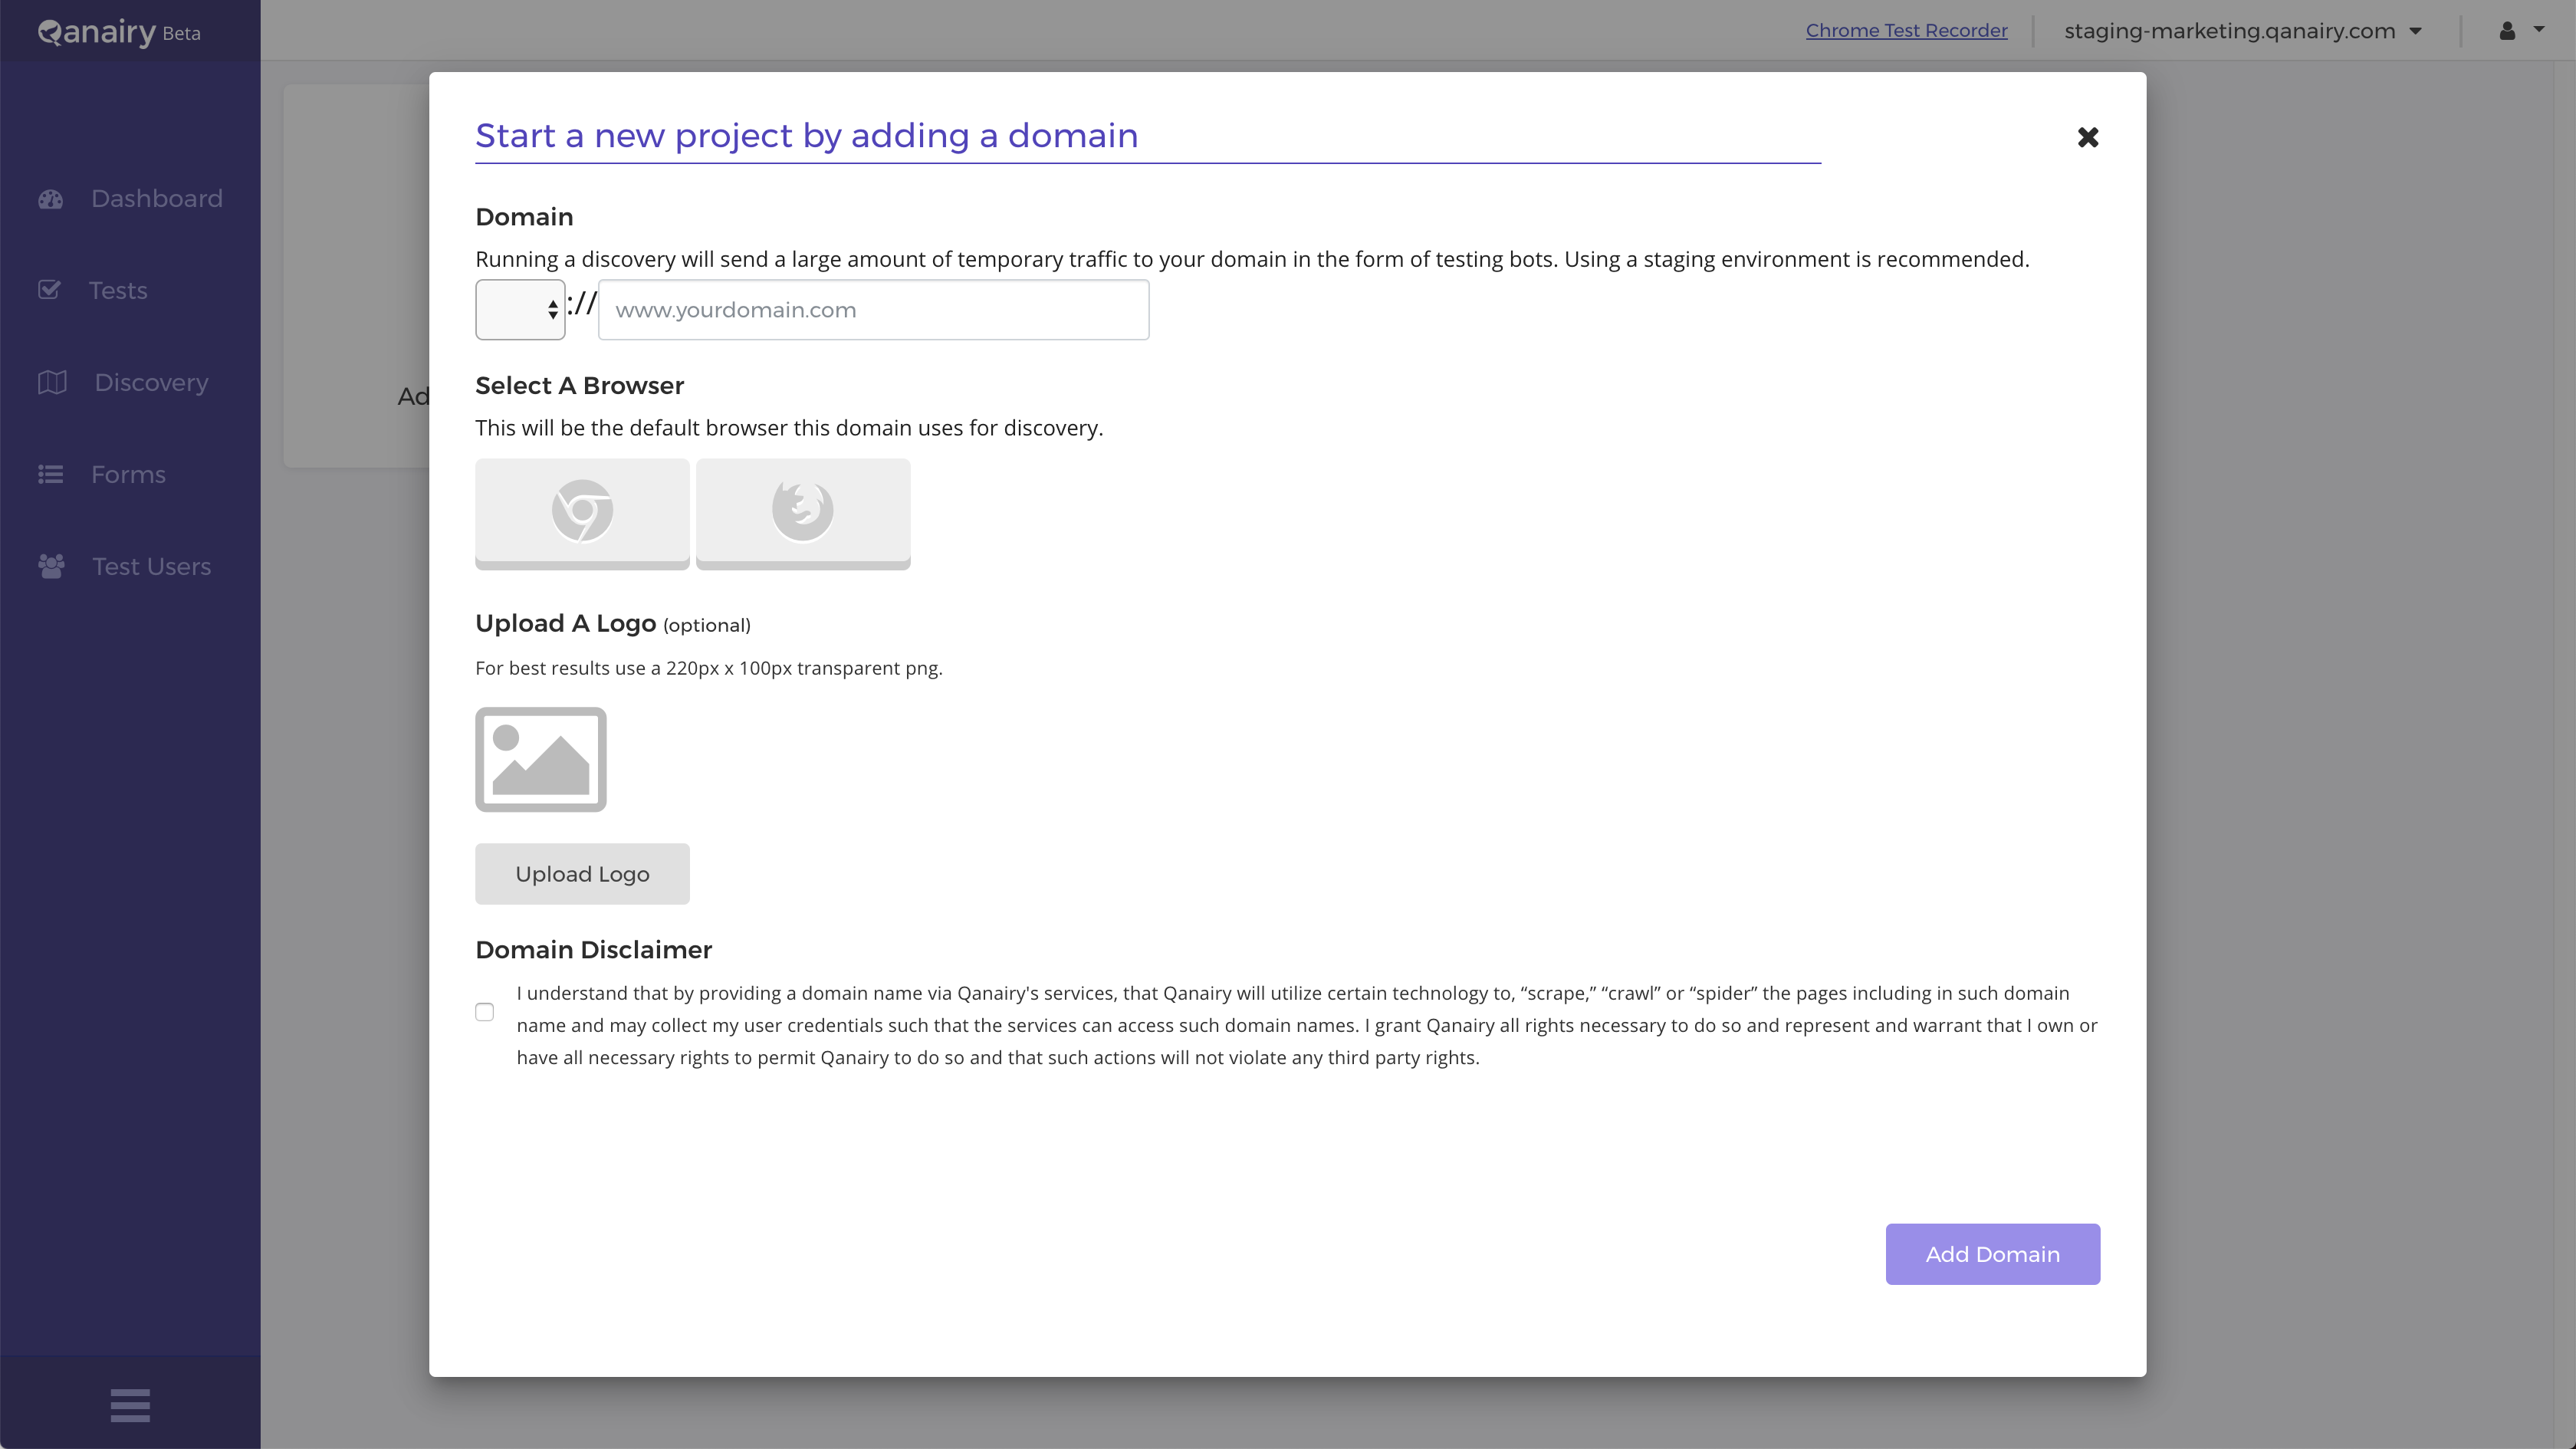 Qanairy Beta
Chrome Test Recorder
staging-marketing.qanairy.com
Dashboard
Tests
Discovery
Forms
Test Users
Ad
Start a new project by adding a domain
Domain
Running a discovery will send a large amount of temporary traffic to your domain in the form of testing bots. Using a staging environment is recommended.
:// www.yourdomain.com
Select A Browser
This will be the default browser this domain uses for discovery.
Upload A Logo (optional)
For best results use a 220px x 100px transparent png.
Upload Logo
Domain Disclaimer
I understand that by providing a domain name via Qanairy's services, that Qanairy will utilize certain technology to, “scrape,” “crawl” or “spider” the pages including in such domain
name and may collect my user credentials such that the services can access such domain names. I grant Qanairy all rights necessary to do so and represent and warrant that I own or
have all necessary rights to permit Qanairy to do so and that such actions will not violate any third party rights.
Add Domain